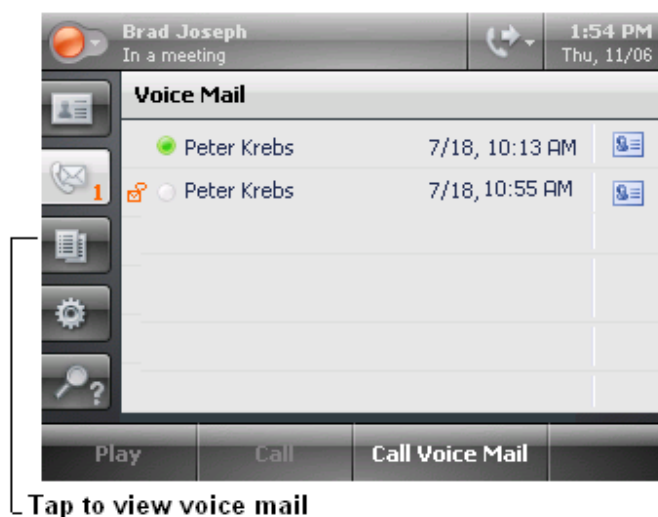 Brad Joseph
In a meeting
1:54 PM
Thu, 11/06
Voice Mail
Peter Krebs 7/18, 10:13 AM
1
Peter Krebs 7/18, 10:55 AM
?
Play Call Call Voice Mail
Tap to view voice mail